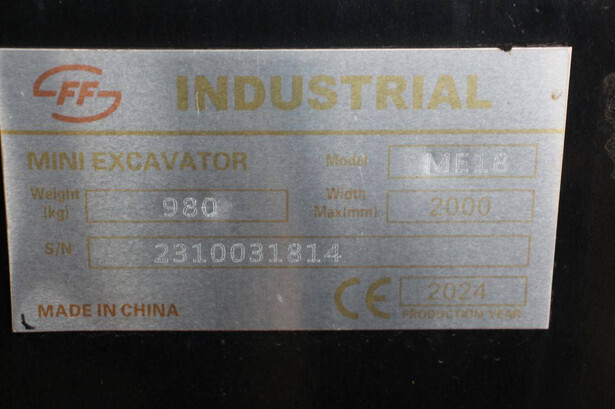 FF INDUSTRIAL
MINI EXCAVATOR Model ME18
Weight (kg) 980 Width Max(mm) 2000
S/N 2310031814
MADE IN CHINA CE 2024
PRODUCTION YEAR